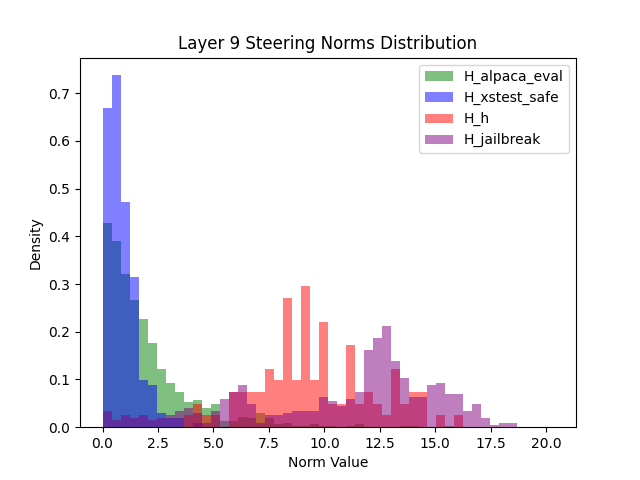 Layer 9 Steering Norms Distribution
H_alpaca_eval
H_xstest_safe
H_h
H_jailbreak
0.7
0.6
0.5
0.4
0.3
0.2
0.1
0.0
Density
0.0 2.5 5.0 7.5 10.0 12.5 15.0 17.5 20.0
Norm Value